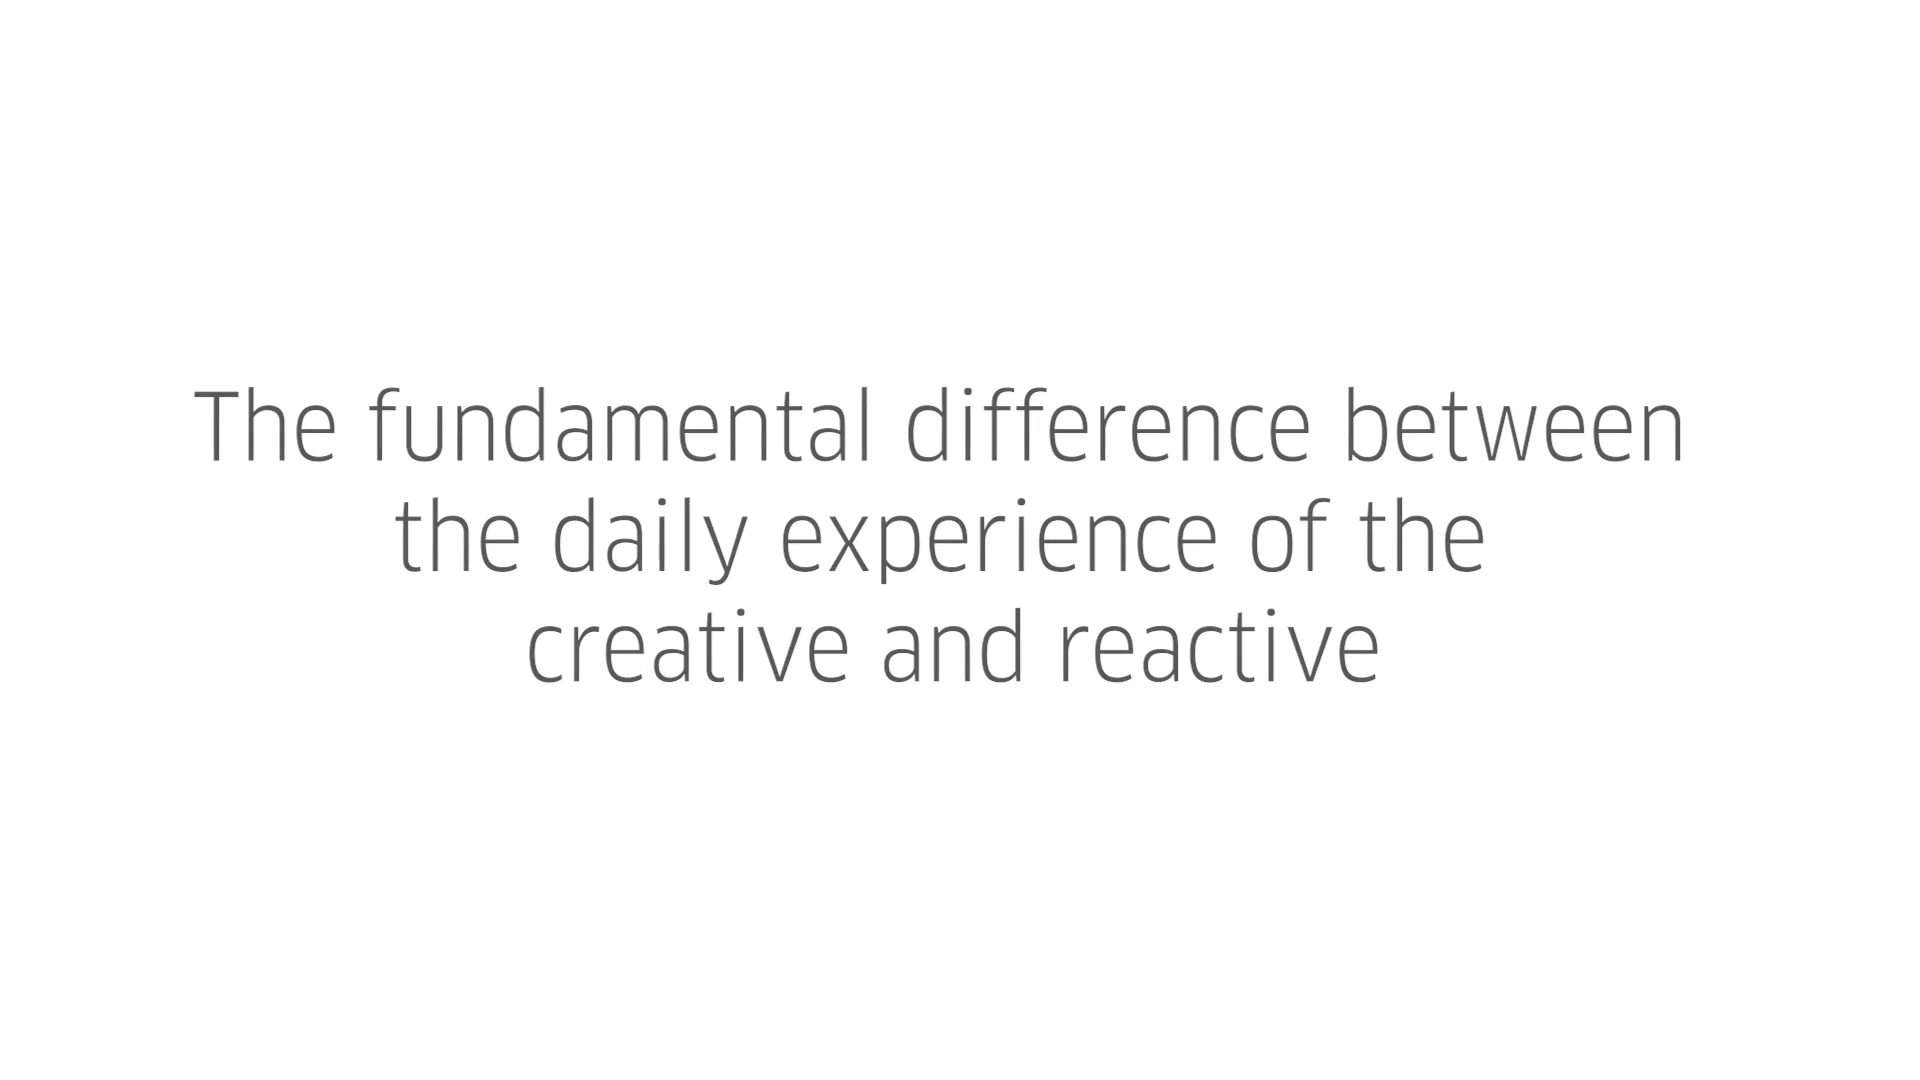 The fundamental difference between
the daily experience of the
creative and reactive